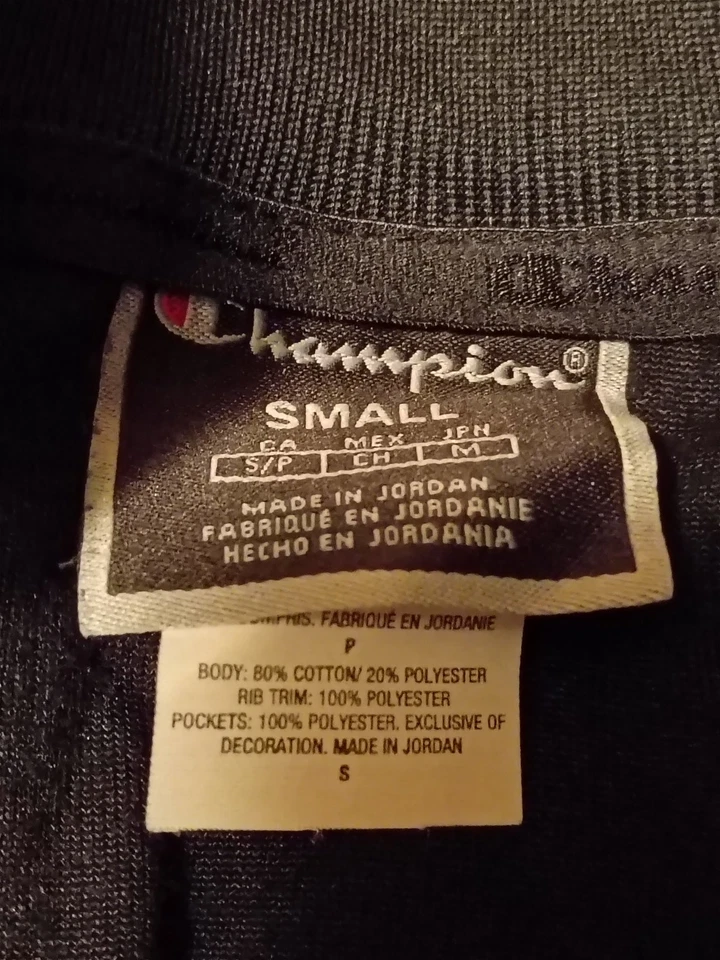 Champion®
SMALL
CA MEX JPN
S/P CH M
MADE IN JORDAN
FABRIQUÉ EN JORDANIE
HECHO EN JORDANIA
FABRIQUÉ EN JORDANIE
P
BODY: 80% COTTON/ 20% POLYESTER
RIB TRIM: 100% POLYESTER
POCKETS: 100% POLYESTER. EXCLUSIVE OF
DECORATION. MADE IN JORDAN
S